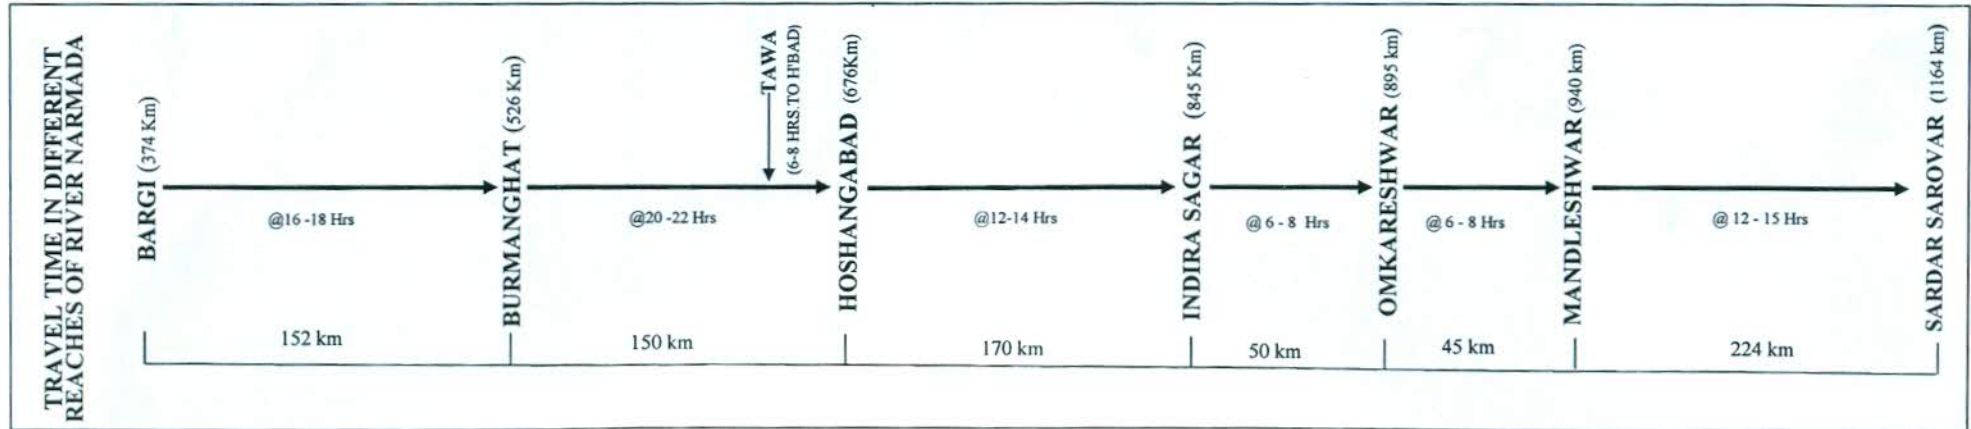 TRAVEL TIME IN DIFFERENT
REACHES OF RIVER NARMADA
BARGI (374 Km)
BURMANGHAT (526 Km)
TAWA
(6-8 HRS.TO H'BAD)
HOSHANGABAD (676Km)
INDIRA SAGAR (845 Km)
OMKARESHWAR (895 km)
MANDLESHWAR (940 km)
SARDAR SAROVAR (1164 km)
@16 -18 Hrs
@20 -22 Hrs
@12-14 Hrs
@ 6 - 8 Hrs
@ 6 - 8 Hrs
@ 12 - 15 Hrs
152 km
150 km
170 km
50 km
45 km
224 km